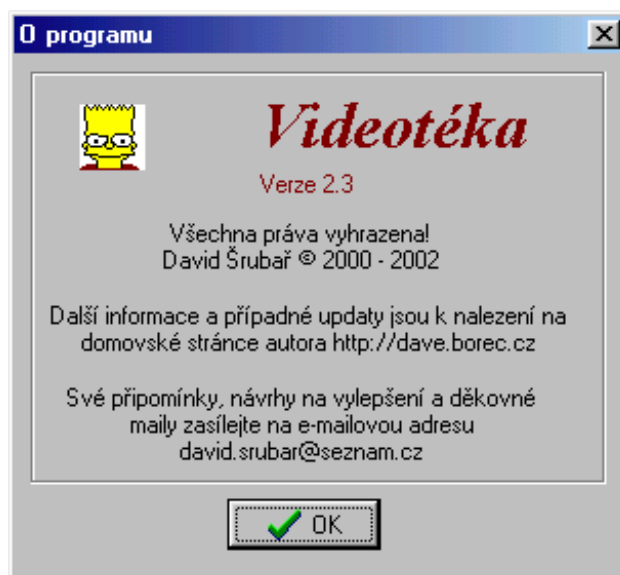 O programu
Videotéka
Verze 2.3
Všechna práva vyhrazena!
David Šrubař © 2000 - 2002
Další informace a případné updaty jsou k nalezení na
domovské stránce autora http://dave.borec.cz
Své připomínky, návrhy na vylepšení a děkovné
maily zasílejte na e-mailovou adresu
david.srubar@seznam.cz
OK